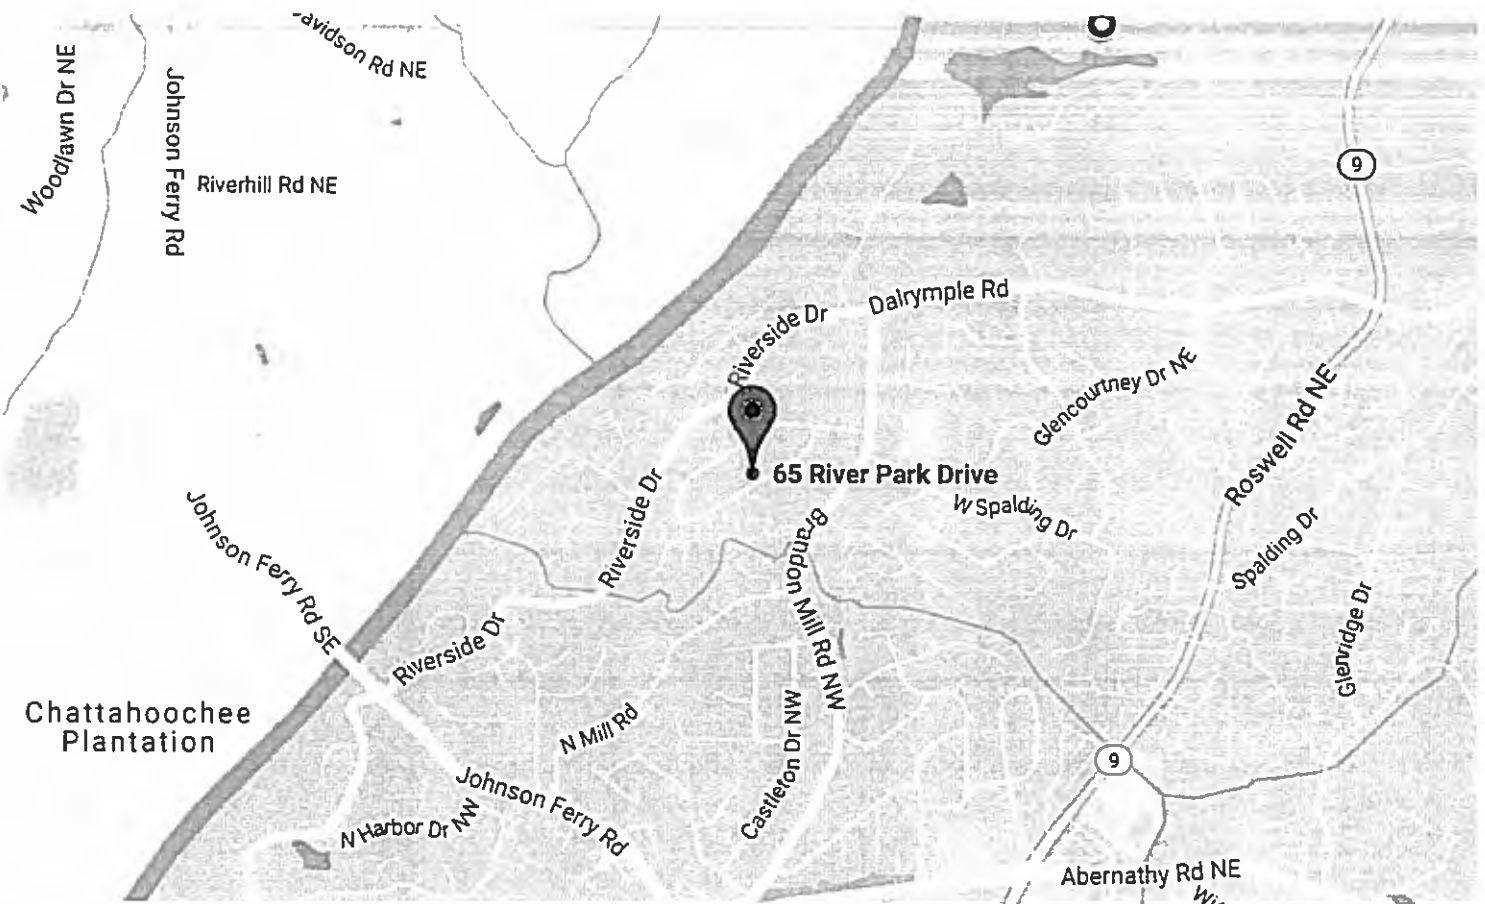 Rd NE
Woodlawn Dr NE
Johnson Ferry Rd
Riverhill Rd NE
9
Dalrymple Rd
Riverside Dr
Glencourtney Dr NE
Roswell Rd NE
65 River Park Drive
Riverside Dr
W Spalding Dr
Spalding Dr
Johnson Ferry Rd SE
Brandon Mill Rd NW
Riverside Dr
Glenridge Dr
Chattahoochee
Plantation
N Mill Rd
Castleton Dr NW
9
Johnson Ferry Rd
N Harbor Dr NW
Abernathy Rd NE